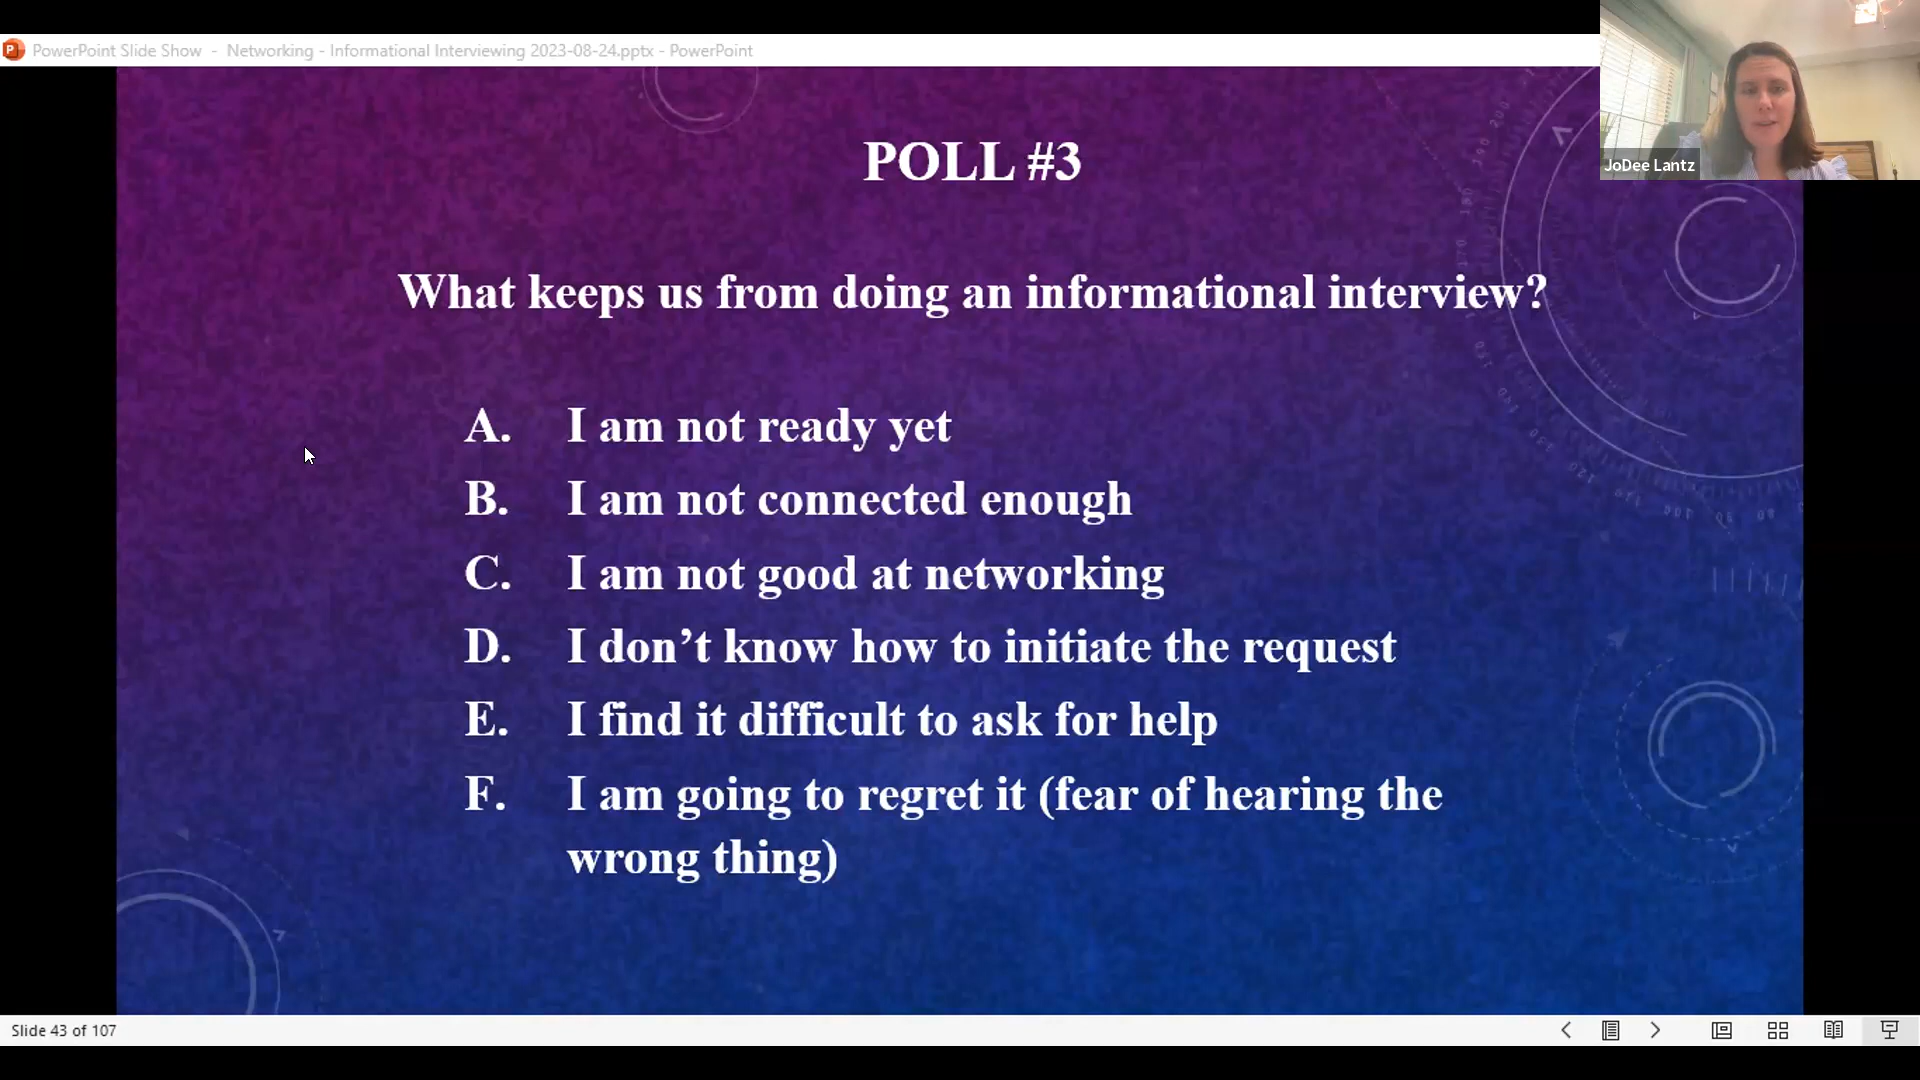 PowerPoint Slide Show - Networking - Informational Interviewing 2023-08-24.pptx - PowerPoint
JoDee Lantz
POLL #3
What keeps us from doing an informational interview?
A. I am not ready yet
B. I am not connected enough
C. I am not good at networking
D. I don’t know how to initiate the request
E. I find it difficult to ask for help
F. I am going to regret it (fear of hearing the
wrong thing)
Slide 43 of 107